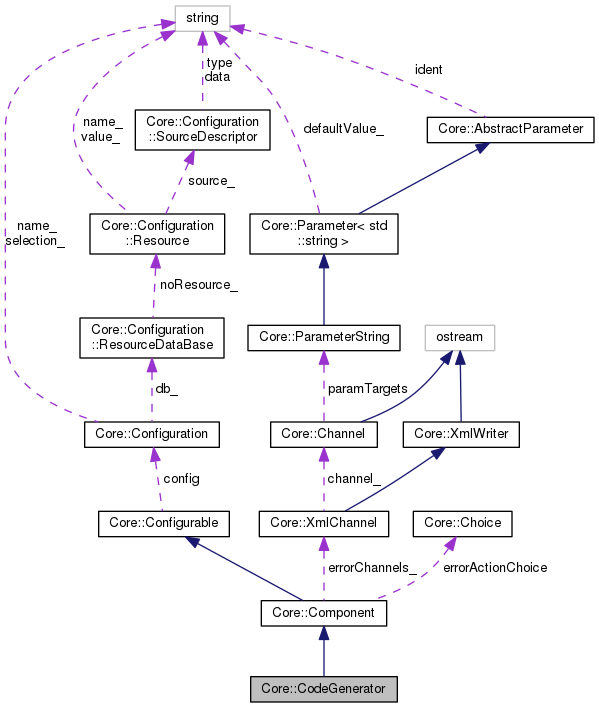 string
ident
type
data
name_
value_
defaultValue_
Core::Configuration
::SourceDescriptor
Core::AbstractParameter
source_
name_
selection_
Core::Configuration
::Resource
Core::Parameter< std
::string >
noResource_
Core::Configuration
::ResourceDataBase
Core::ParameterString
ostream
db_
paramTargets
Core::Configuration
Core::Channel
Core::XmlWriter
config
channel_
Core::Configurable
Core::XmlChannel
Core::Choice
errorChannels_
errorActionChoice
Core::Component
Core::CodeGenerator